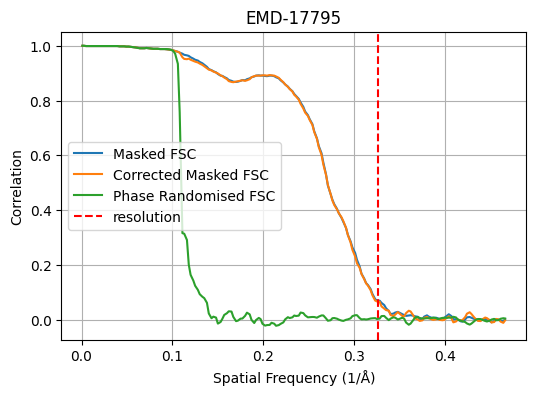 EMD-17795
1.0
0.8
0.6
0.4
0.2
0.0
Correlation
Masked FSC
Corrected Masked FSC
Phase Randomised FSC
resolution
0.0
0.1
0.2
0.3
0.4
Spatial Frequency (1/Å)